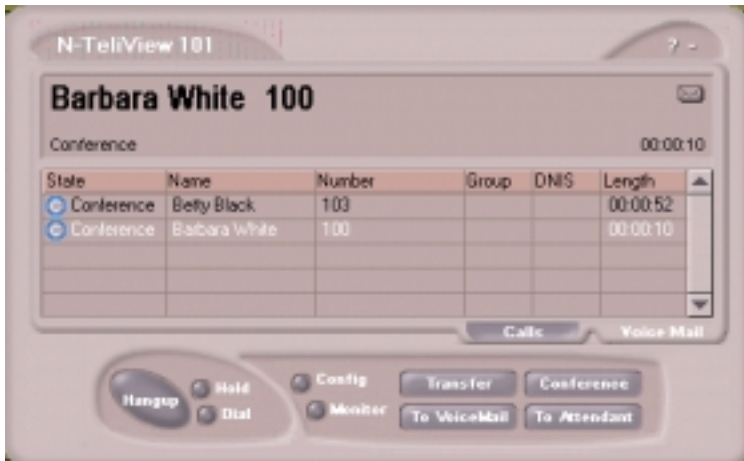 N-TeliView 101
? -
Barbara White 100
Conference 00:00:10
State Name Number Group DNIS Length
Conference Betty Black 103 00:00:52
Conference Barbara White 100 00:00:10
Calls Voice Mail
Hangup Hold Dial Config Monitor
Transfer Conference
To VoiceMail To Attendant